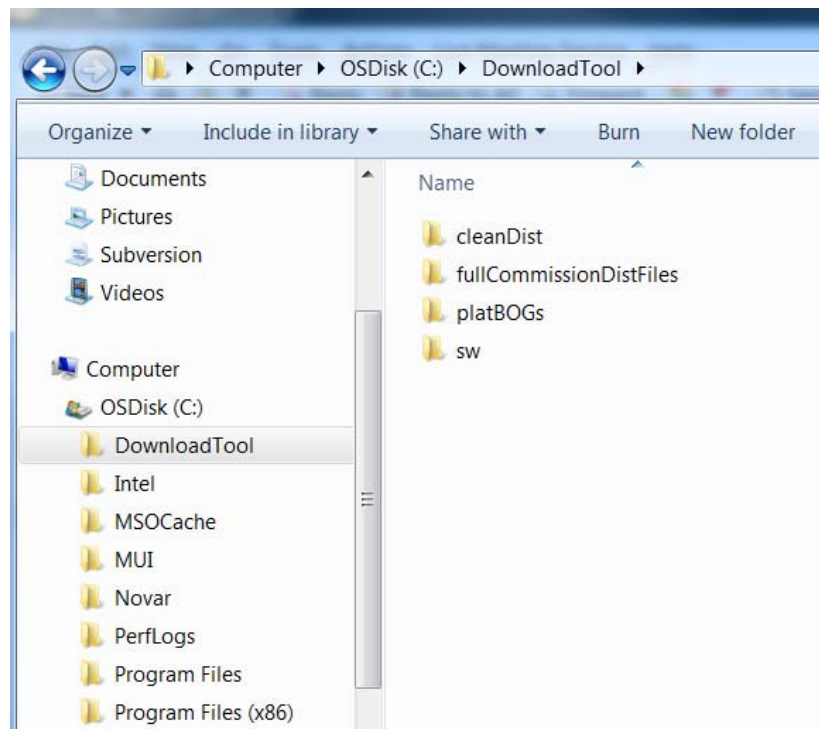 Computer OSDisk (C:) DownloadTool
Organize Include in library Share with Burn New folder
Documents
Pictures
Subversion
Videos
Computer
OSDisk (C:)
DownloadTool
Intel
MSOCache
MUI
Novar
PerfLogs
Program Files
Program Files (x86)
Name
cleanDist
fullCommissionDistFiles
platBOGs
sw